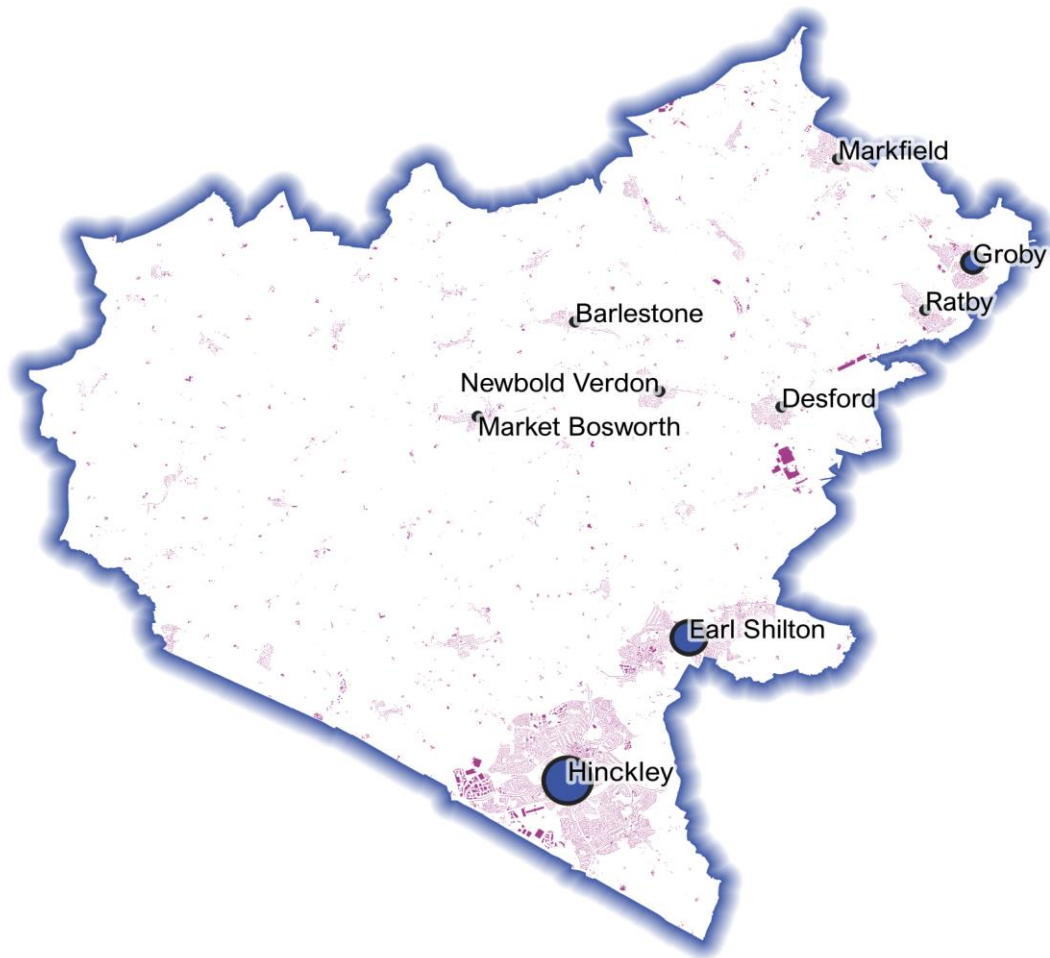 Markfield
Groby
Ratby
Barlestone
Newbold Verdon
Desford
Market Bosworth
Earl Shilton
Hinckley